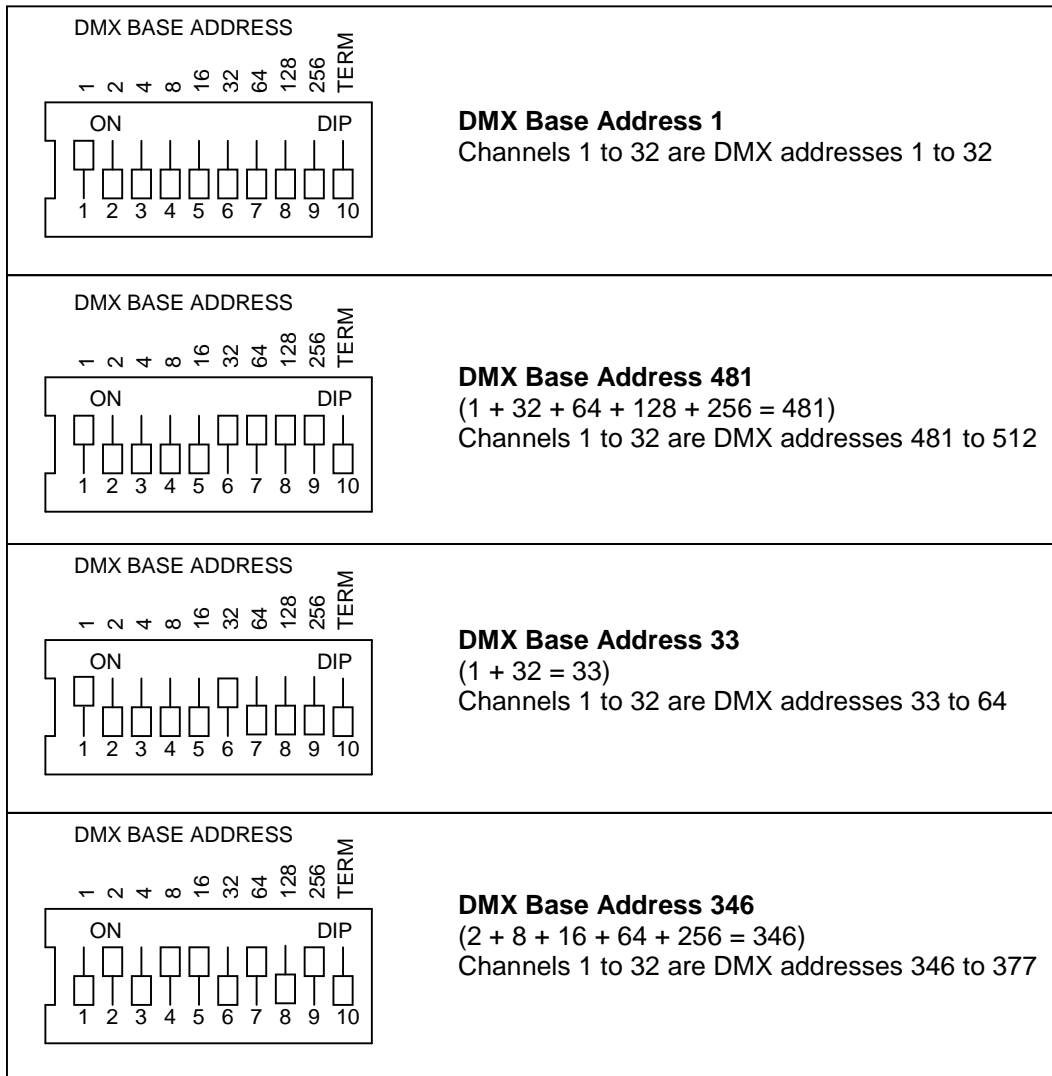 DMX BASE ADDRESS
1 2 4 8 16 32 64 128 256 TERM
ON DIP
1 2 3 4 5 6 7 8 9 10
DMX Base Address 1
Channels 1 to 32 are DMX addresses 1 to 32
DMX BASE ADDRESS
1 2 4 8 16 32 64 128 256 TERM
ON DIP
1 2 3 4 5 6 7 8 9 10
DMX Base Address 481
(1 + 32 + 64 + 128 + 256 = 481)
Channels 1 to 32 are DMX addresses 481 to 512
DMX BASE ADDRESS
1 2 4 8 16 32 64 128 256 TERM
ON DIP
1 2 3 4 5 6 7 8 9 10
DMX Base Address 33
(1 + 32 = 33)
Channels 1 to 32 are DMX addresses 33 to 64
DMX BASE ADDRESS
1 2 4 8 16 32 64 128 256 TERM
ON DIP
1 2 3 4 5 6 7 8 9 10
DMX Base Address 346
(2 + 8 + 16 + 64 + 256 = 346)
Channels 1 to 32 are DMX addresses 346 to 377